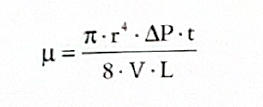 μ = π · r⁴ · ΔP · t / 8 · V · L